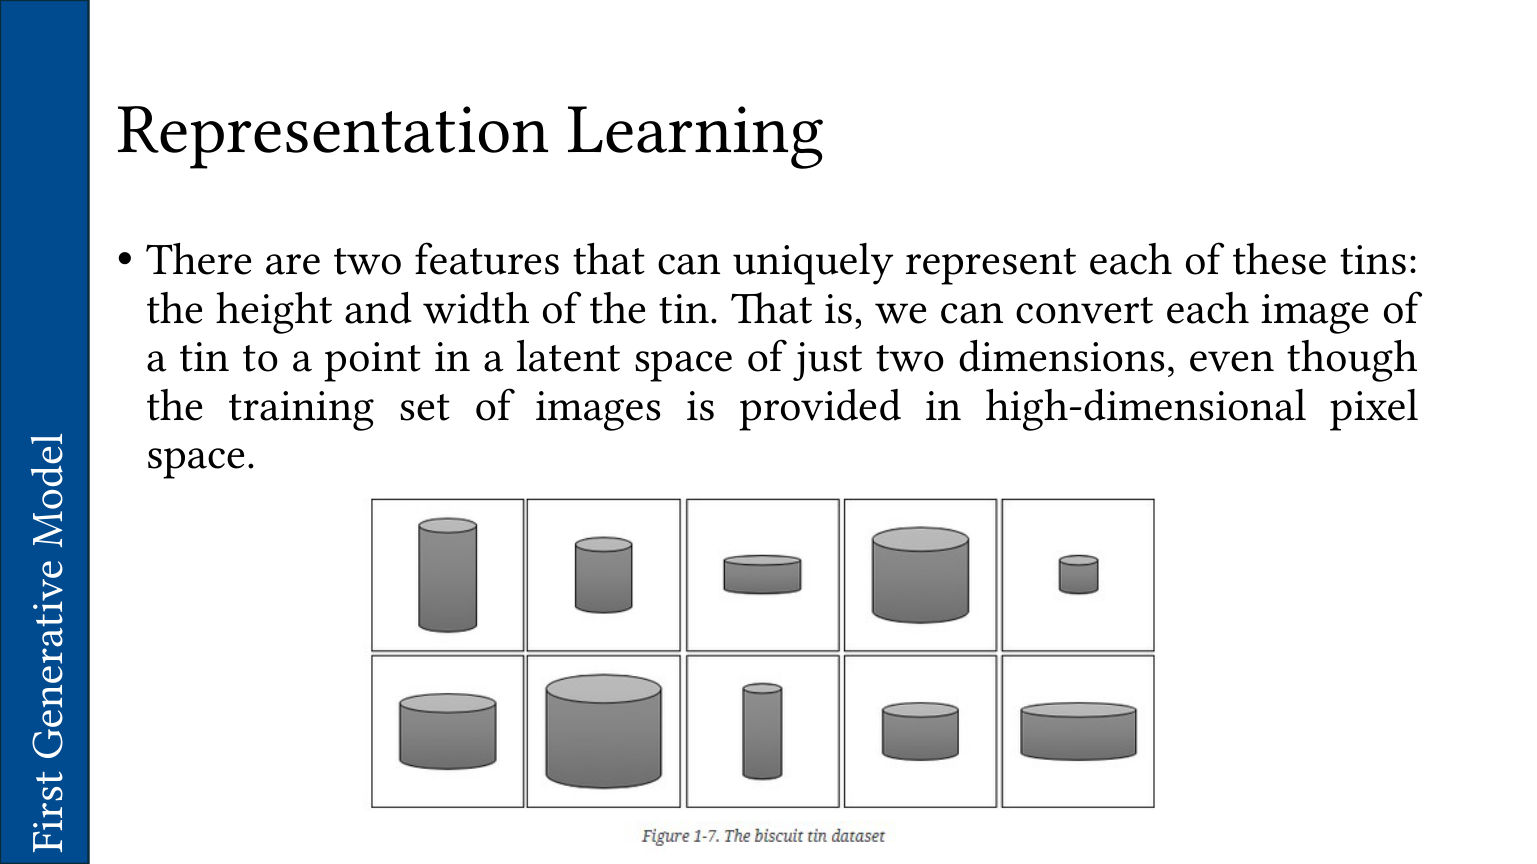 Representation Learning
• There are two features that can uniquely represent each of these tins:
the height and width of the tin. That is, we can convert each image of
a tin to a point in a latent space of just two dimensions, even though
the training set of images is provided in high-dimensional pixel
space.
Figure 1-7. The biscuit tin dataset
First Generative Model